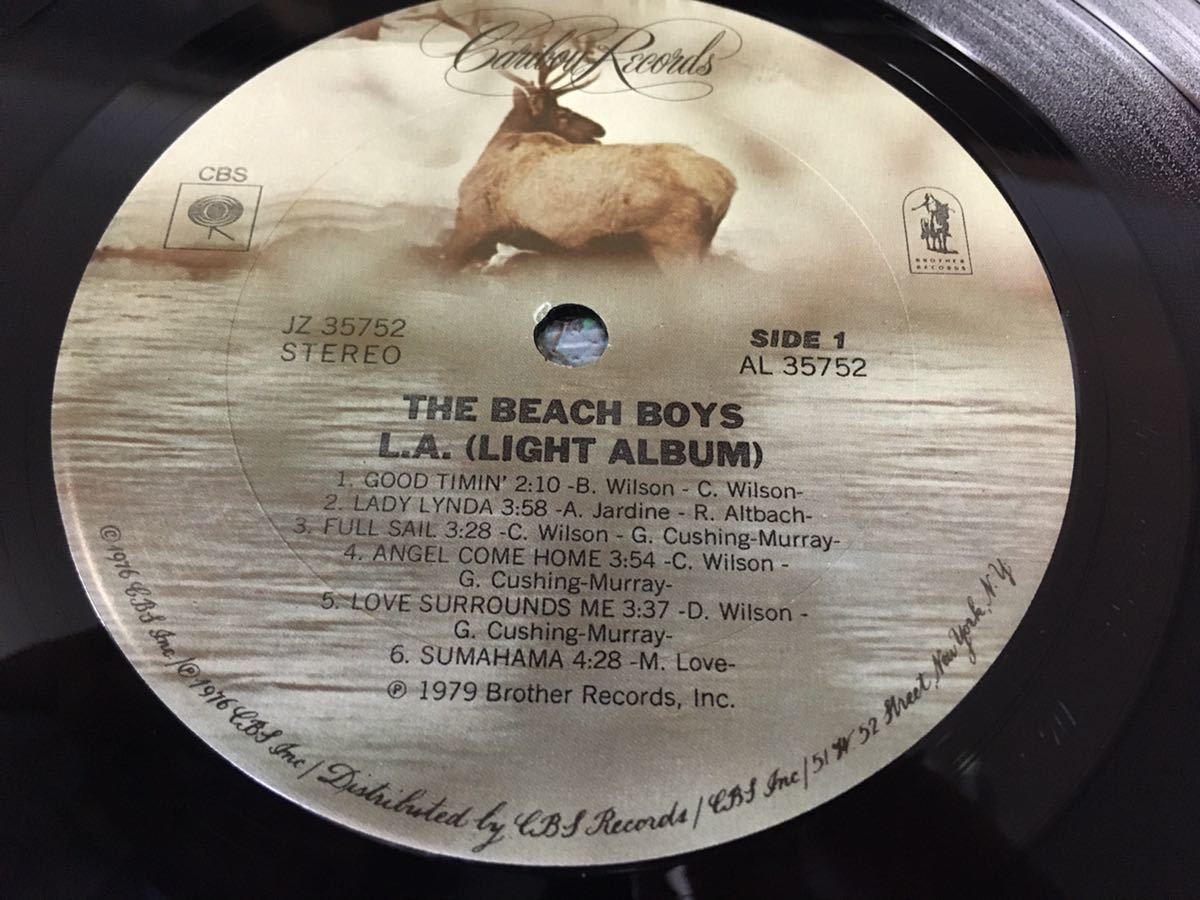 Caribou Records
CBS
BROTHER
RECORDS
JZ 35752
STEREO
SIDE 1
AL 35752
THE BEACH BOYS
L.A. (LIGHT ALBUM)
1. GOOD TIMIN' 2:10 -B. Wilson - C. Wilson-
2. LADY LYNDA 3:58 -A. Jardine - R. Altbach-
3. FULL SAIL 3:28 -C. Wilson - G. Cushing-Murray-
4. ANGEL COME HOME 3:54 -C. Wilson -
G. Cushing-Murray-
5. LOVE SURROUNDS ME 3:37 -D. Wilson -
G. Cushing-Murray-
6. SUMAHAMA 4:28 -M. Love-
℗ 1979 Brother Records, Inc.
©1976 CBS Inc/℗1976 CBS Inc/Distributed by CBS Records/CBS Inc/51 W. 52 Street, New York, N.Y.